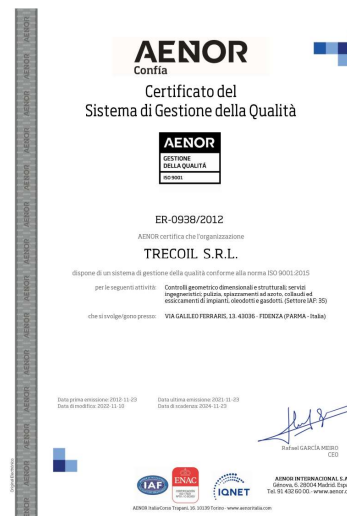 AENOR
Confía
Certificato del
Sistema di Gestione della Qualità
AENOR
GESTIONE
DELLA QUALITÀ
ISO 9001
ER-0938/2012
AENOR certifica che l'organizzazione
TRECOIL S.R.L.
dispone di un sistema di gestione della qualità conforme alla norma ISO 9001:2015
per le seguenti attività: Controlli geometrico dimensionali e strutturali; servizi
ingegneristici; pulizia, spiazzamenti ad azoto, collaudi ed
essiccamenti di impianti, oleodotti e gasdotti. (Settore IAF: 35)
che si svolge/gono presso: VIA GALILEO FERRARIS, 13. 43036 - FIDENZA (PARMA - Italia)
Data prima emissione: 2012-11-23
Data di modifica: 2022-11-10
Data ultima emissione: 2021-11-23
Data di scadenza: 2024-11-23
Rafael GARCÍA MEIRO
CEO
IAF
ENAC
IQNET
AENOR INTERNACIONAL S.A
Génova, 6. 28004 Madrid. Esp
Tel. 91 432 60 00.- www.aenor.c